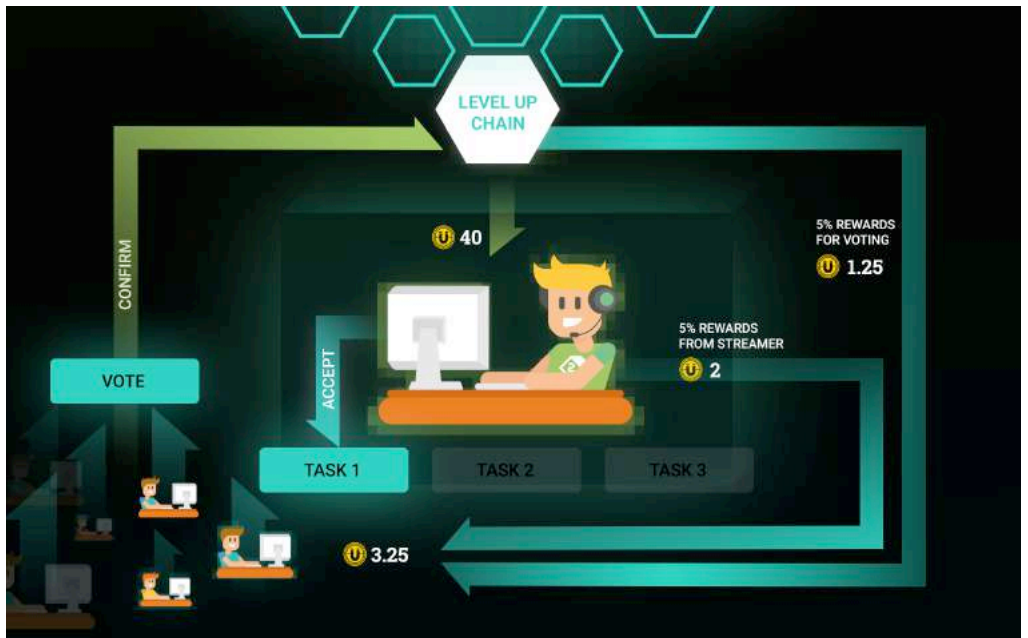 LEVEL UP
CHAIN
40
5% REWARDS
FOR VOTING
1.25
CONFIRM
5% REWARDS
FROM STREAMER
2
ACCEPT
VOTE
TASK 1
TASK 2
TASK 3
3.25